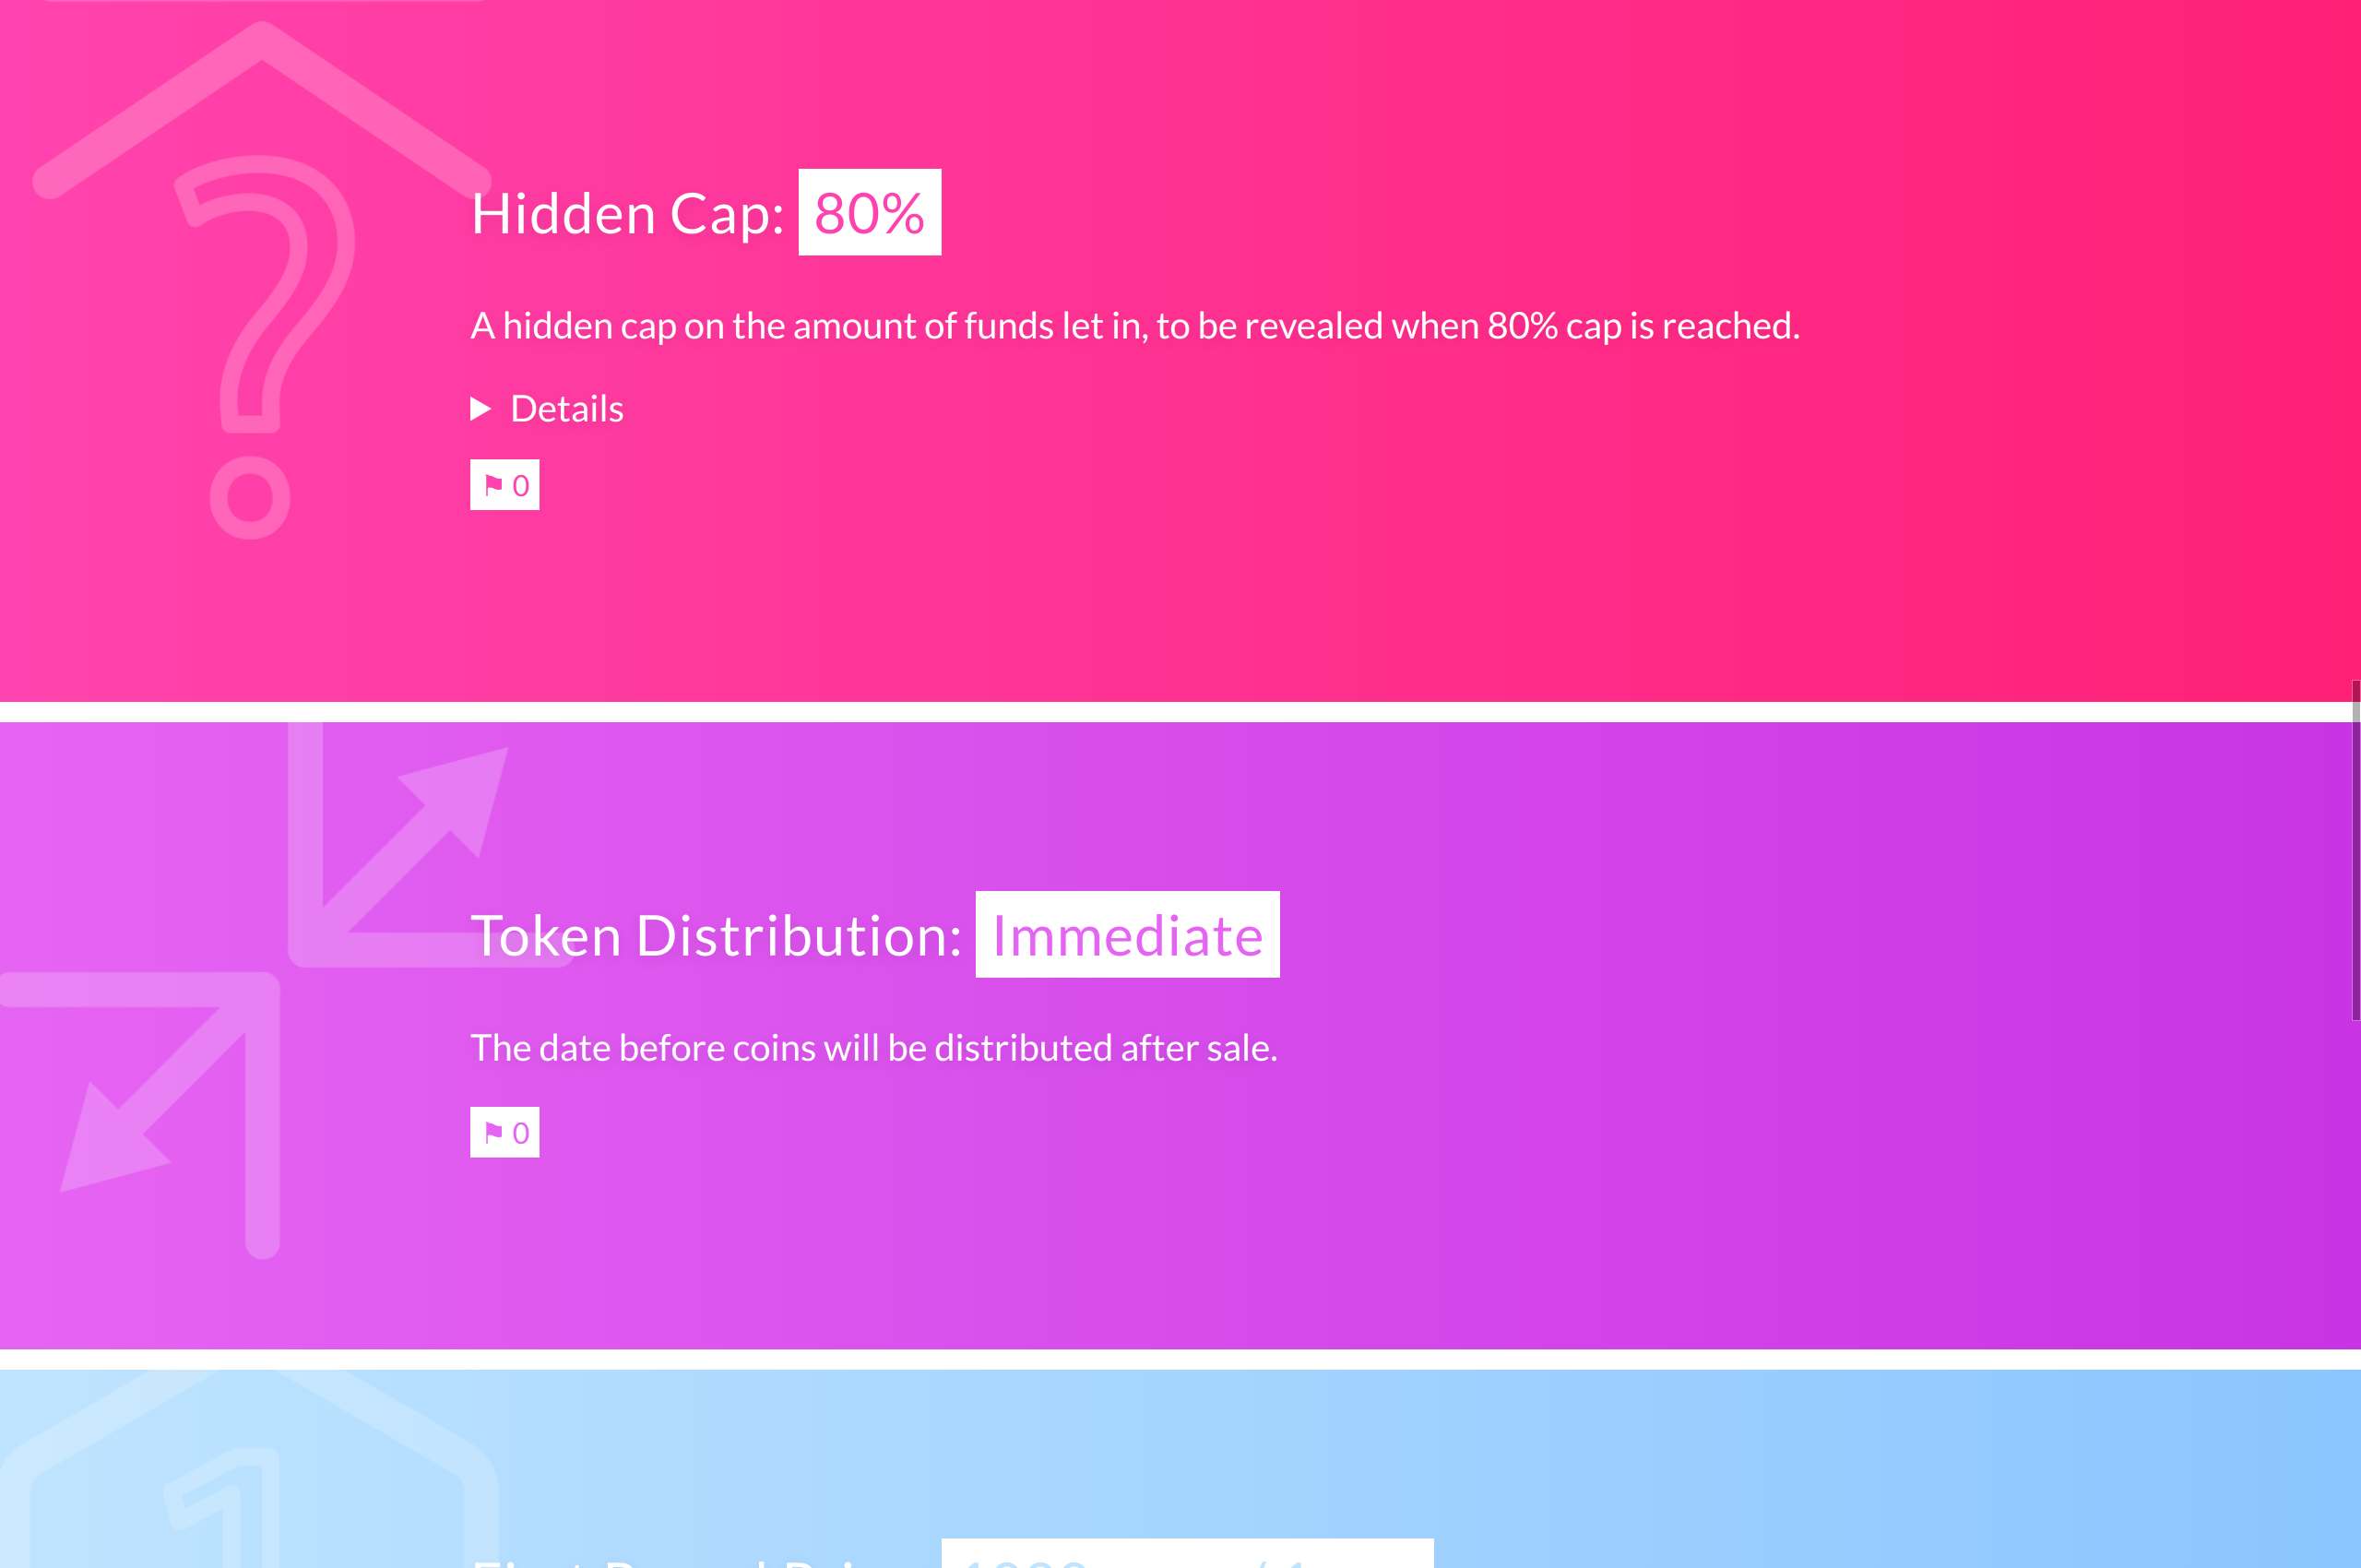 Hidden Cap: 80%
A hidden cap on the amount of funds let in, to be revealed when 80% cap is reached.
▶ Details
⚑ 0
Token Distribution: Immediate
The date before coins will be distributed after sale.
⚑ 0